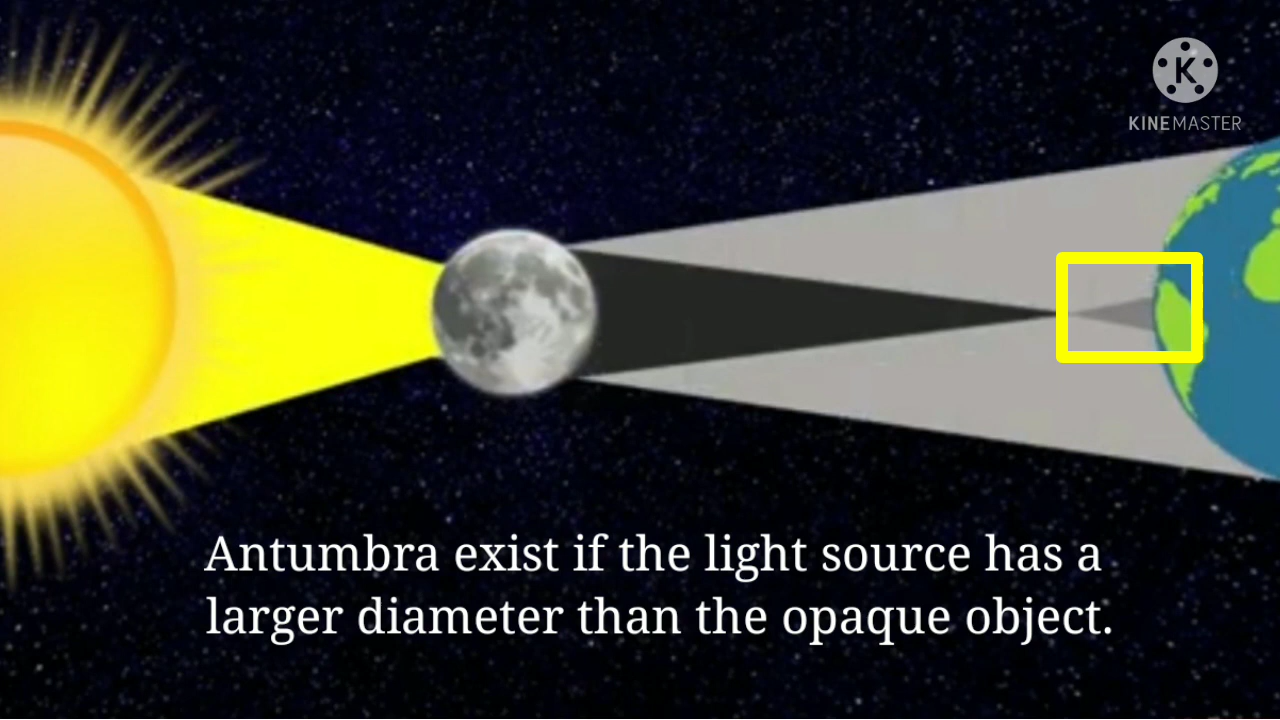 K
KINEMASTER
Antumbra exist if the light source has a
larger diameter than the opaque object.